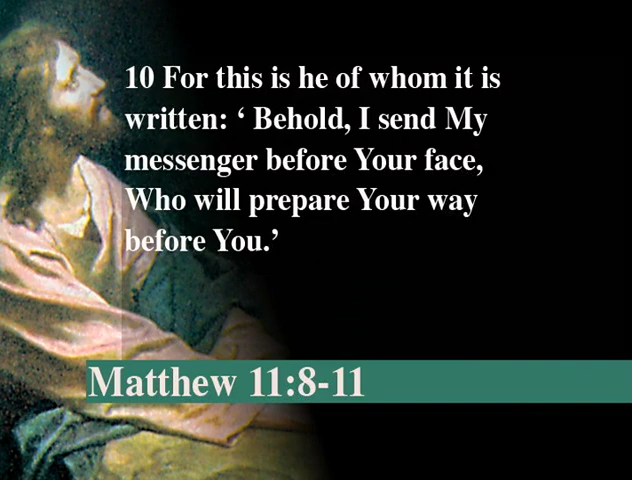 10 For this is he of whom it is
written: ‘ Behold, I send My
messenger before Your face,
Who will prepare Your way
before You.’
Matthew 11:8-11